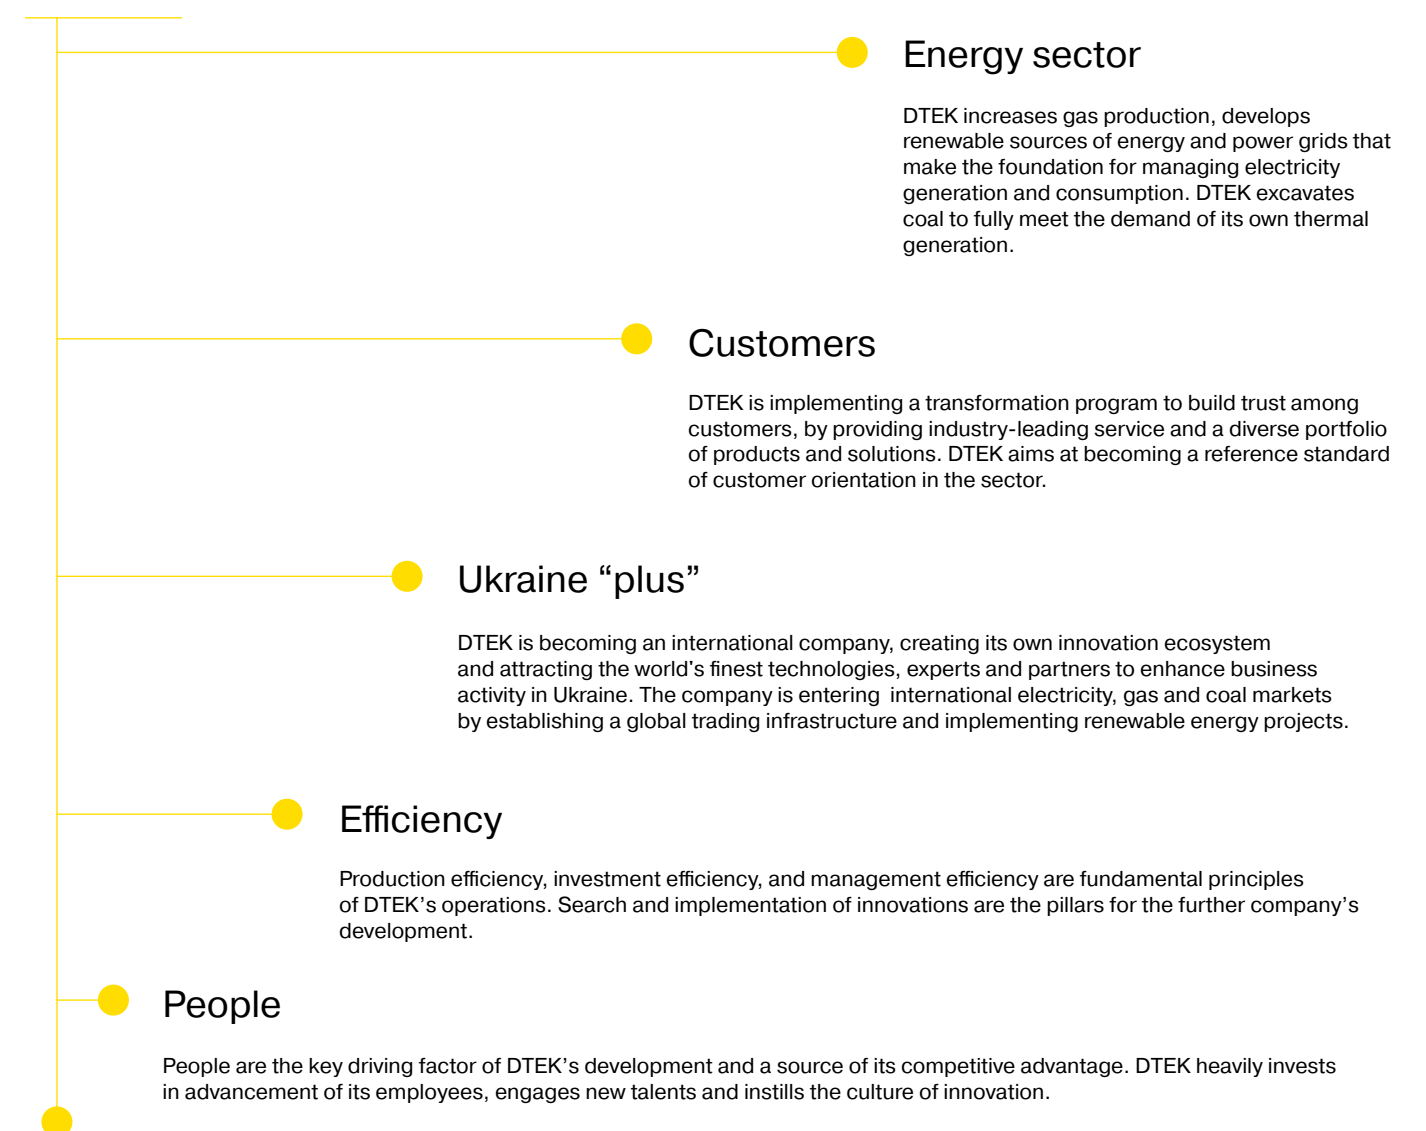 Energy sector
DTEK increases gas production, develops
renewable sources of energy and power grids that
make the foundation for managing electricity
generation and consumption. DTEK excavates
coal to fully meet the demand of its own thermal
generation.
Customers
DTEK is implementing a transformation program to build trust among
customers, by providing industry-leading service and a diverse portfolio
of products and solutions. DTEK aims at becoming a reference standard
of customer orientation in the sector.
Ukraine “plus”
DTEK is becoming an international company, creating its own innovation ecosystem
and attracting the world's finest technologies, experts and partners to enhance business
activity in Ukraine. The company is entering  international electricity, gas and coal markets
by establishing a global trading infrastructure and implementing renewable energy projects.
Efficiency
Production efficiency, investment efficiency, and management efficiency are fundamental principles
of DTEK’s operations. Search and implementation of innovations are the pillars for the further company’s
development.
People
People are the key driving factor of DTEK’s development and a source of its competitive advantage. DTEK heavily invests
in advancement of its employees, engages new talents and instills the culture of innovation.